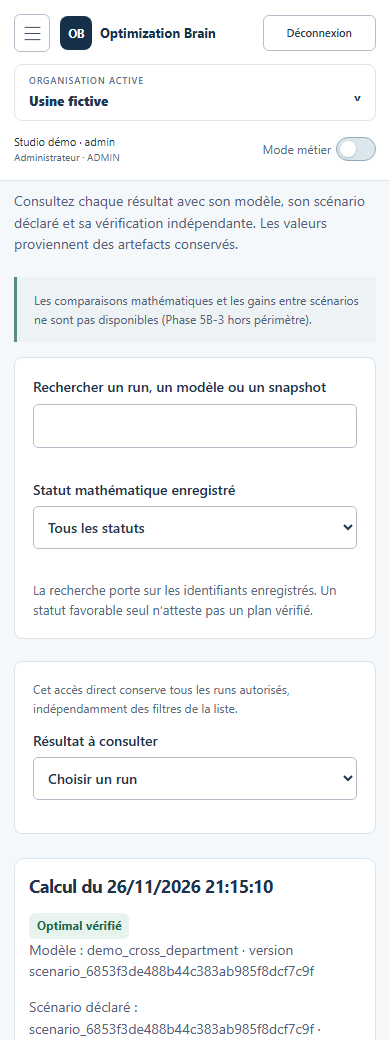 OB
Optimization Brain
Déconnexion
ORGANISATION ACTIVE
Usine fictive
v
Studio démo · admin
Administrateur · ADMIN
Mode métier
Consultez chaque résultat avec son modèle, son scénario
déclaré et sa vérification indépendante. Les valeurs
proviennent des artefacts conservés.
Les comparaisons mathématiques et les gains entre scénarios
ne sont pas disponibles (Phase 5B-3 hors périmètre).
Rechercher un run, un modèle ou un snapshot
Statut mathématique enregistré
Tous les statuts
La recherche porte sur les identifiants enregistrés. Un
statut favorable seul n'atteste pas un plan vérifié.
Cet accès direct conserve tous les runs autorisés,
indépendamment des filtres de la liste.
Résultat à consulter
Choisir un run
Calcul du 26/11/2026 21:15:10
Optimal vérifié
Modèle : demo_cross_department · version
scenario_6853f3de488b44c383ab985f8dcf7c9f
Scénario déclaré :
scenario_6853f3de488b44c383ab985f8dcf7c9f ·